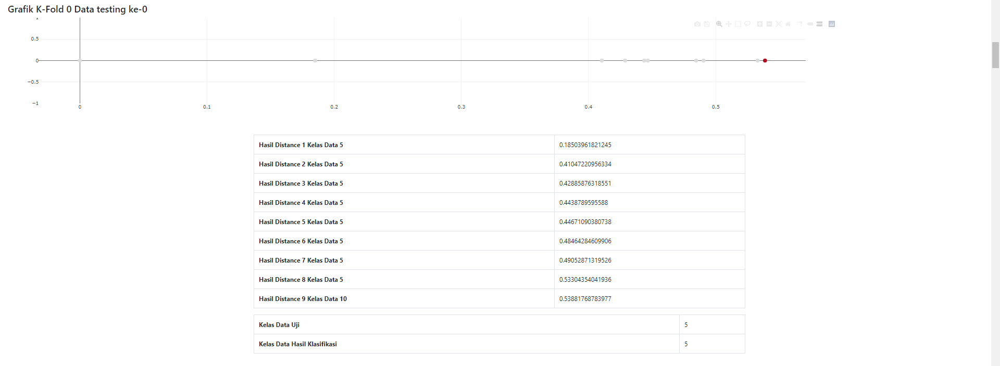 Grafik K-Fold 0 Data testing ke-0
1
0.5
0
−0.5
−1
0 0.1 0.2 0.3 0.4 0.5
Hasil Distance 1 Kelas Data 5 0.18503961821245
Hasil Distance 2 Kelas Data 5 0.41047220956334
Hasil Distance 3 Kelas Data 5 0.42885876318551
Hasil Distance 4 Kelas Data 5 0.4438789595588
Hasil Distance 5 Kelas Data 5 0.44671090380738
Hasil Distance 6 Kelas Data 5 0.48464284609906
Hasil Distance 7 Kelas Data 5 0.49052871319526
Hasil Distance 8 Kelas Data 5 0.53304354041936
Hasil Distance 9 Kelas Data 10 0.53881768783977
Kelas Data Uji 5
Kelas Data Hasil Klasifikasi 5